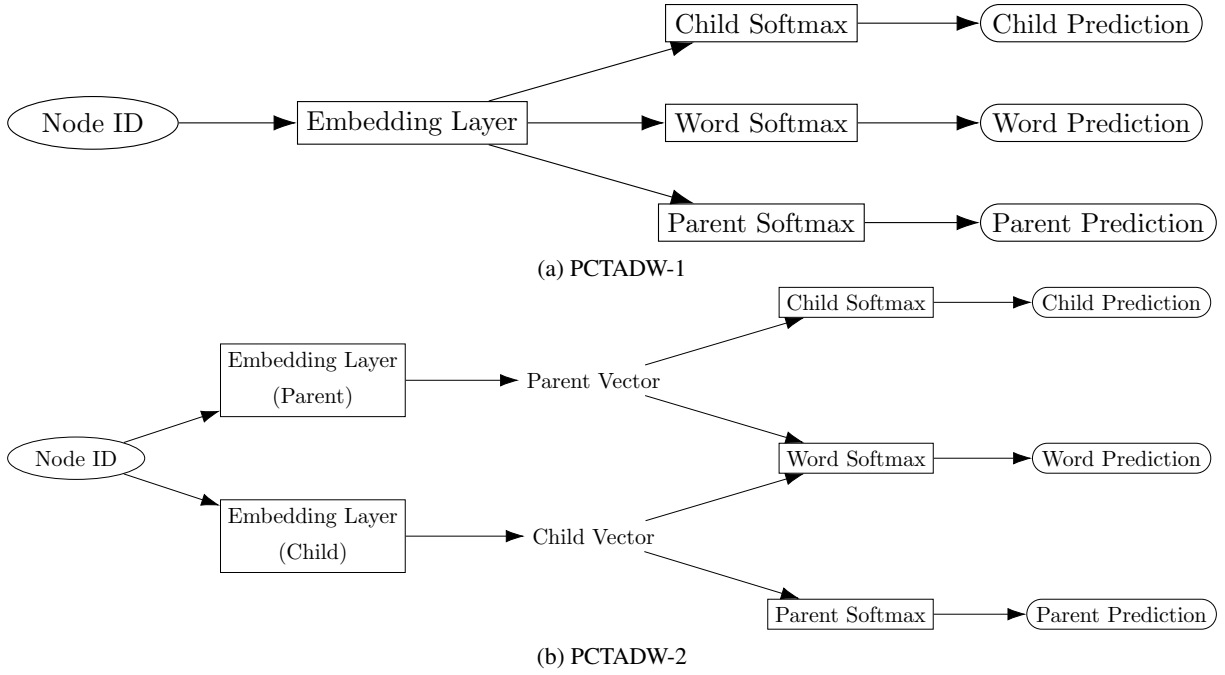 Child Softmax
Child Prediction
Node ID
Embedding Layer
Word Softmax
Word Prediction
Parent Softmax
Parent Prediction
(a) PCTADW-1
Child Softmax
Child Prediction
Embedding Layer
(Parent)
Parent Vector
Node ID
Word Softmax
Word Prediction
Embedding Layer
(Child)
Child Vector
Parent Softmax
Parent Prediction
(b) PCTADW-2